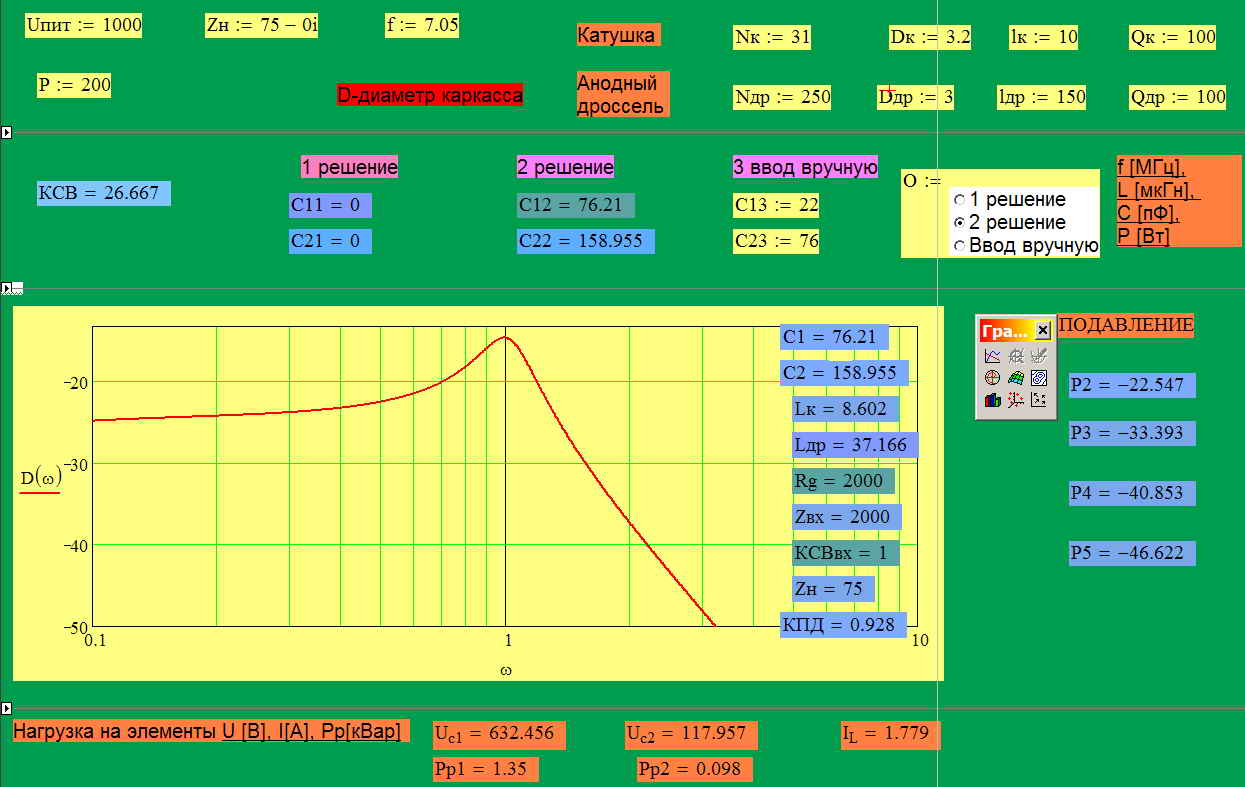 Uпит := 1000
Zн := 75 − 0i
f := 7.05
Катушка
Nк := 31
Dк := 3.2
lк := 10
Qк := 100
P := 200
D-диаметр каркасса
Анодный
дроссель
Nдр := 250
Dдр := 3
lдр := 150
Qдр := 100
КСВ = 26.667
1 решение
2 решение
3 ввод вручную
C11 = 0
C12 = 76.21
C13 := 22
C21 = 0
C22 = 158.955
C23 := 76
O :=
1 решение
2 решение
Ввод вручную
f [МГц],
L [мкГн],
C [пФ],
P [Вт]
D(ω)
−20
−30
−40
−50
0.1
1
10
ω
C1 = 76.21
C2 = 158.955
Lк = 8.602
Lдр = 37.166
Rg = 2000
Zвх = 2000
КСВвх = 1
Zн = 75
КПД = 0.928
Гра...
ПОДАВЛЕНИЕ
P2 = −22.547
P3 = −33.393
P4 = −40.853
P5 = −46.622
Нагрузка на элементы U [В], I[А], Pр[кВар]
Uc1 = 632.456
Uc2 = 117.957
IL = 1.779
Pp1 = 1.35
Pp2 = 0.098